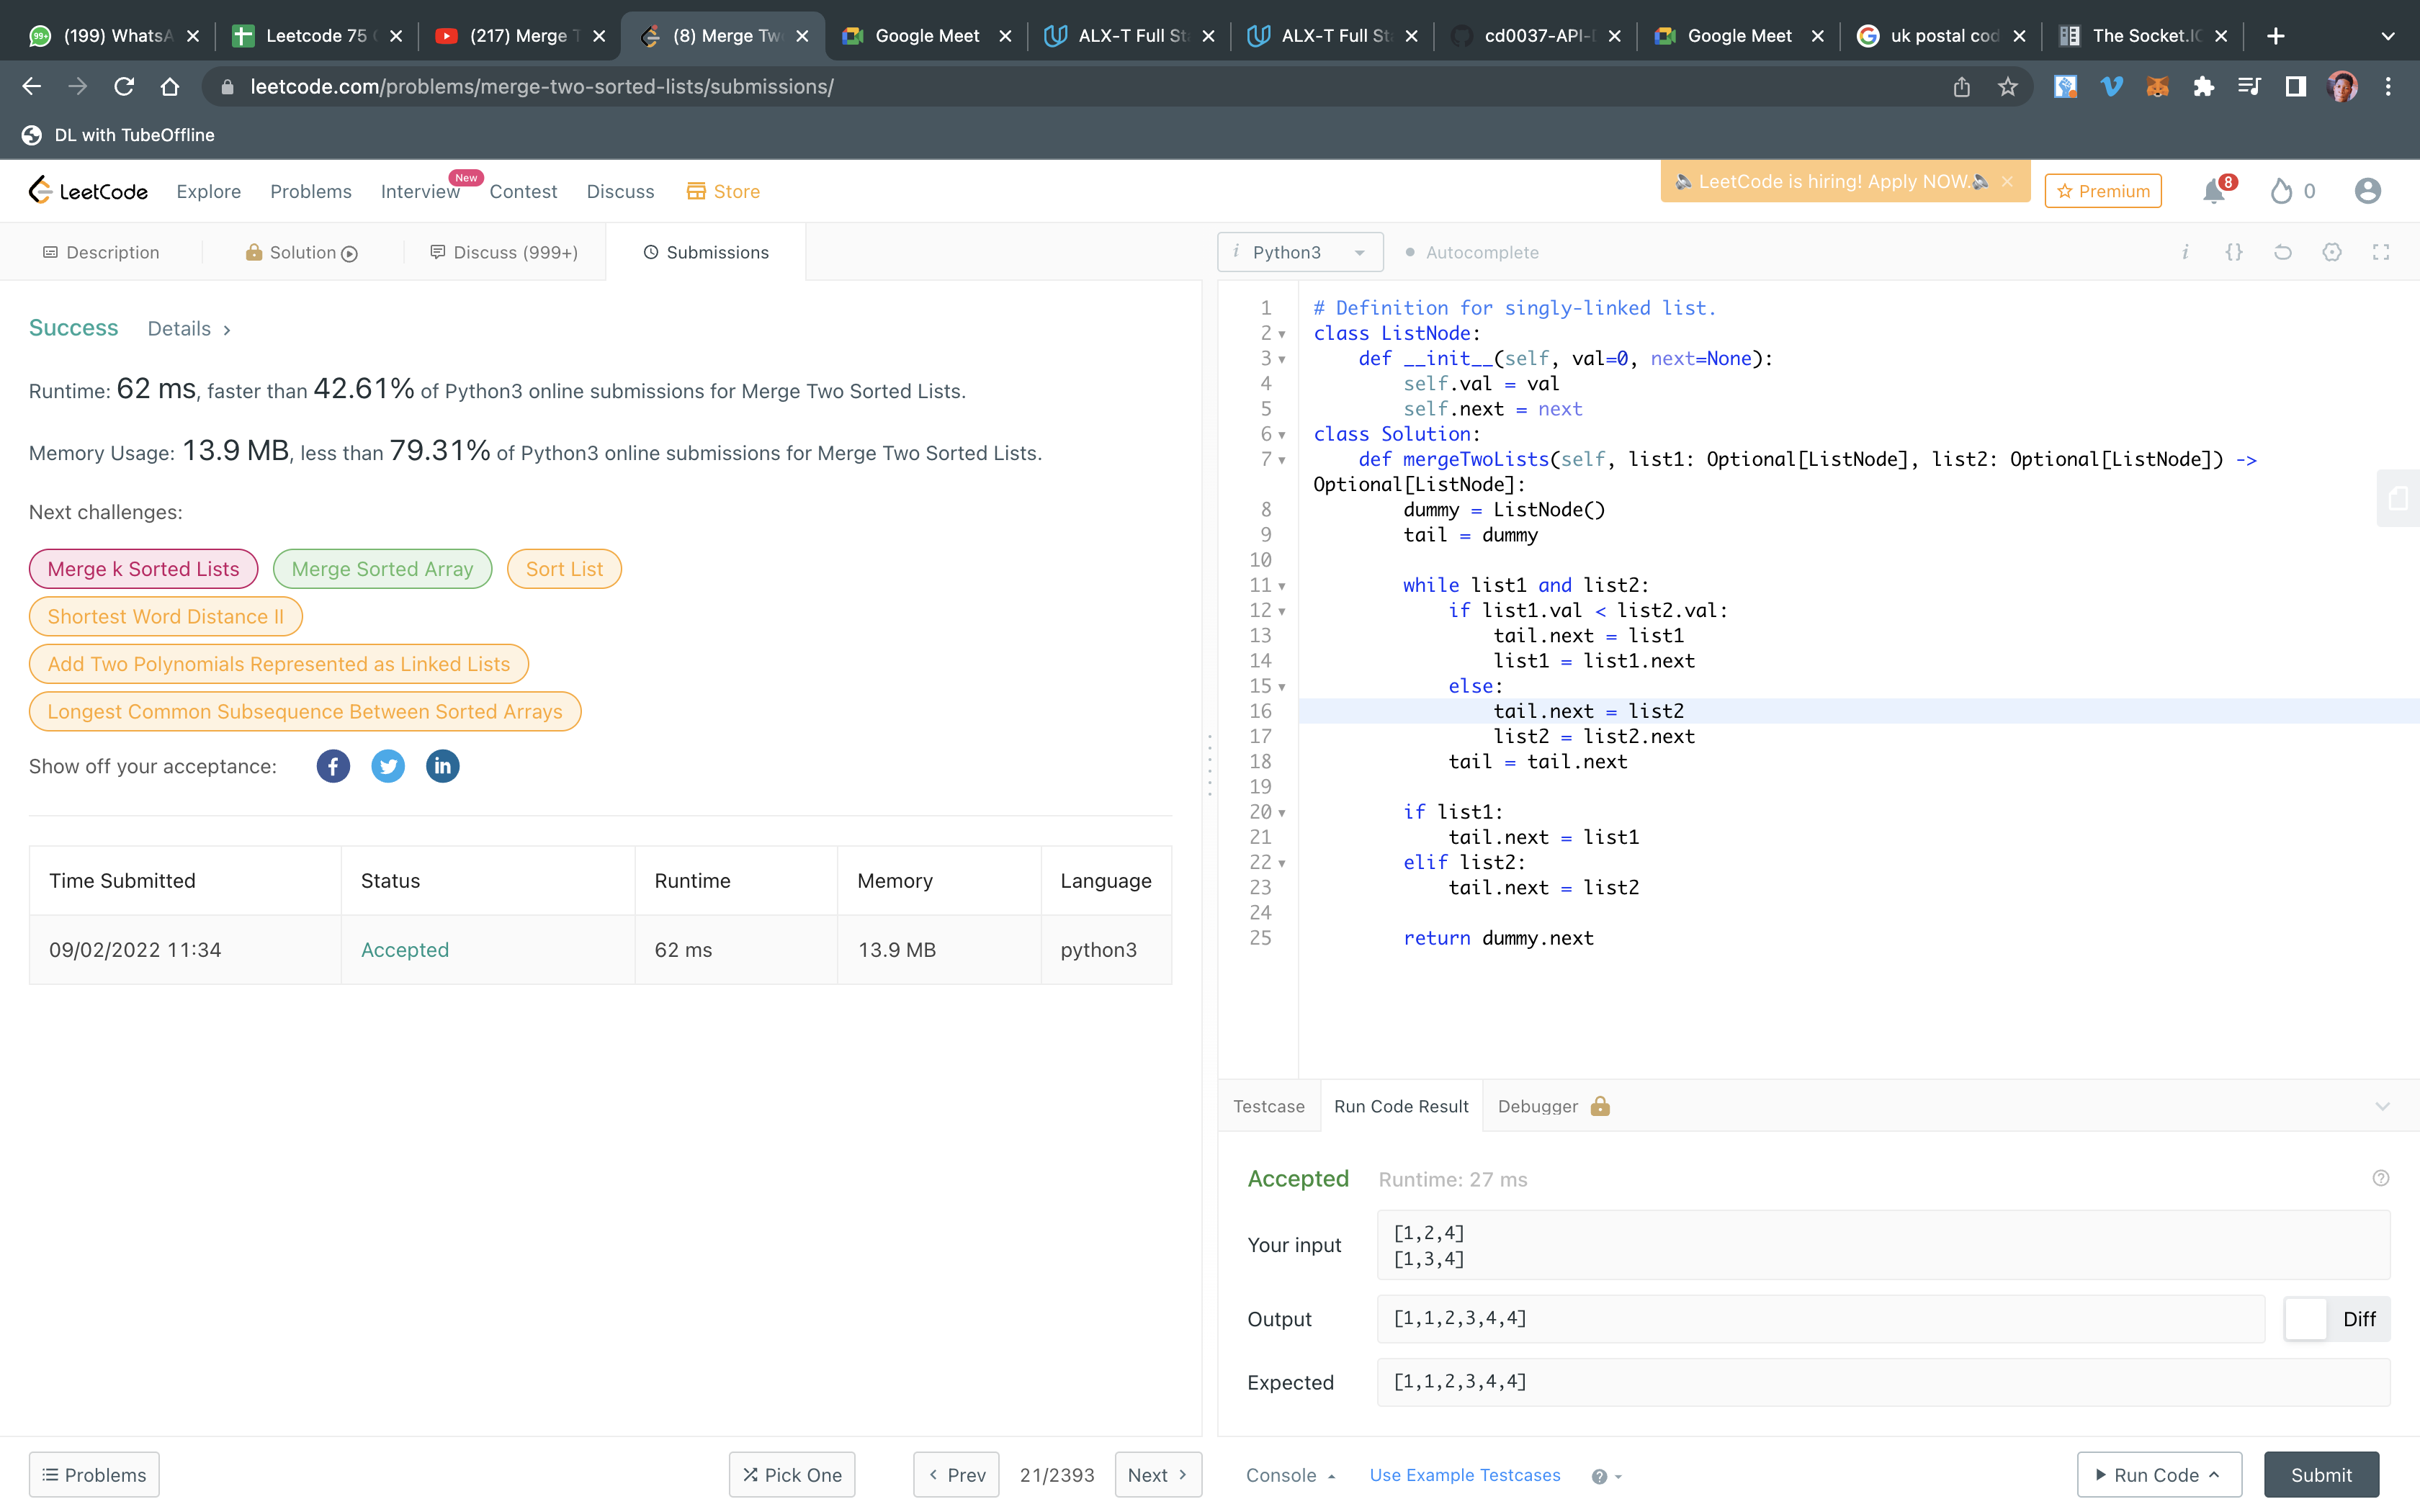 (199) WhatsA
Leetcode 75
(217) Merge T
(8) Merge Tw
Google Meet
ALX-T Full St
ALX-T Full St
cd0037-API-
Google Meet
uk postal cod
The Socket.IO
leetcode.com/problems/merge-two-sorted-lists/submissions/
DL with TubeOffline
LeetCode
Explore
Problems
Interview
New
Contest
Discuss
Store
LeetCode is hiring! Apply NOW.
Premium
8
0
Description
Solution
Discuss (999+)
Submissions
Success
Details
Runtime: 62 ms, faster than 42.61% of Python3 online submissions for Merge Two Sorted Lists.
Memory Usage: 13.9 MB, less than 79.31% of Python3 online submissions for Merge Two Sorted Lists.
Next challenges:
Merge k Sorted Lists
Merge Sorted Array
Sort List
Shortest Word Distance II
Add Two Polynomials Represented as Linked Lists
Longest Common Subsequence Between Sorted Arrays
Show off your acceptance:
Time Submitted Status Runtime Memory Language
09/02/2022 11:34 Accepted 62 ms 13.9 MB python3
Problems
Pick One
Prev
21/2393
Next
i Python3
Autocomplete
i {}
1 # Definition for singly-linked list.
2 class ListNode:
3     def __init__(self, val=0, next=None):
4         self.val = val
5         self.next = next
6 class Solution:
7     def mergeTwoLists(self, list1: Optional[ListNode], list2: Optional[ListNode]) ->
Optional[ListNode]:
8         dummy = ListNode()
9         tail = dummy
10
11         while list1 and list2:
12             if list1.val < list2.val:
13                 tail.next = list1
14                 list1 = list1.next
15             else:
16                 tail.next = list2
17                 list2 = list2.next
18             tail = tail.next
19
20         if list1:
21             tail.next = list1
22         elif list2:
23             tail.next = list2
24
25         return dummy.next
Testcase
Run Code Result
Debugger
Accepted
Runtime: 27 ms
Your input
[1,2,4]
[1,3,4]
Output
[1,1,2,3,4,4]
Diff
Expected
[1,1,2,3,4,4]
Console
Use Example Testcases
Run Code
Submit